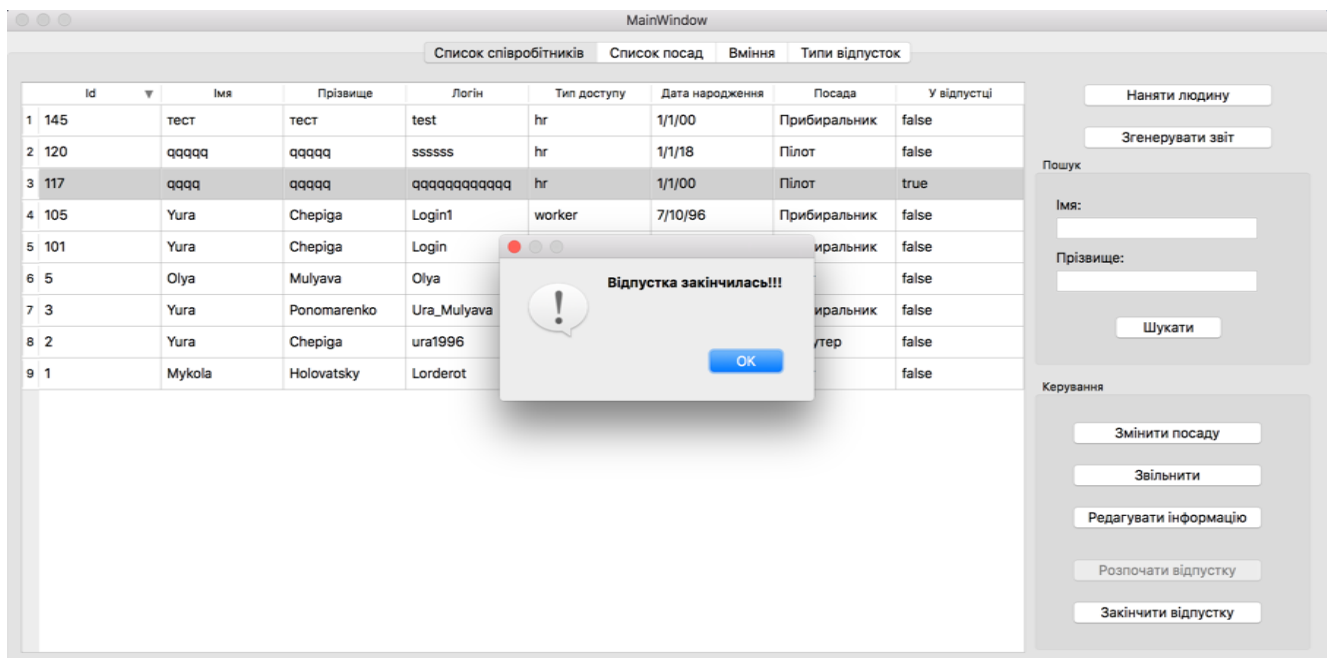 MainWindow
Список співробітників Список посад Вміння Типи відпусток
Id Імя Прізвище Логін Тип доступу Дата народження Посада У відпустці
1 145 тест тест test hr 1/1/00 Прибиральник false
2 120 qqqqq qqqqq ssssss hr 1/1/18 Пілот false
3 117 qqqq qqqqq qqqqqqqqqqqq hr 1/1/00 Пілот true
4 105 Yura Chepiga Login1 worker 7/10/96 Прибиральник false
5 101 Yura Chepiga Login иральник false
6 5 Olya Mulyava Olya false
7 3 Yura Ponomarenko Ura_Mulyava иральник false
8 2 Yura Chepiga ura1996 утер false
9 1 Mykola Holovatsky Lorderot false
Відпустка закінчилась!!!
OK
Наняти людину
Згенерувати звіт
Пошук
Імя:
Прізвище:
Шукати
Керування
Змінити посаду
Звільнити
Редагувати інформацію
Розпочати відпустку
Закінчити відпустку